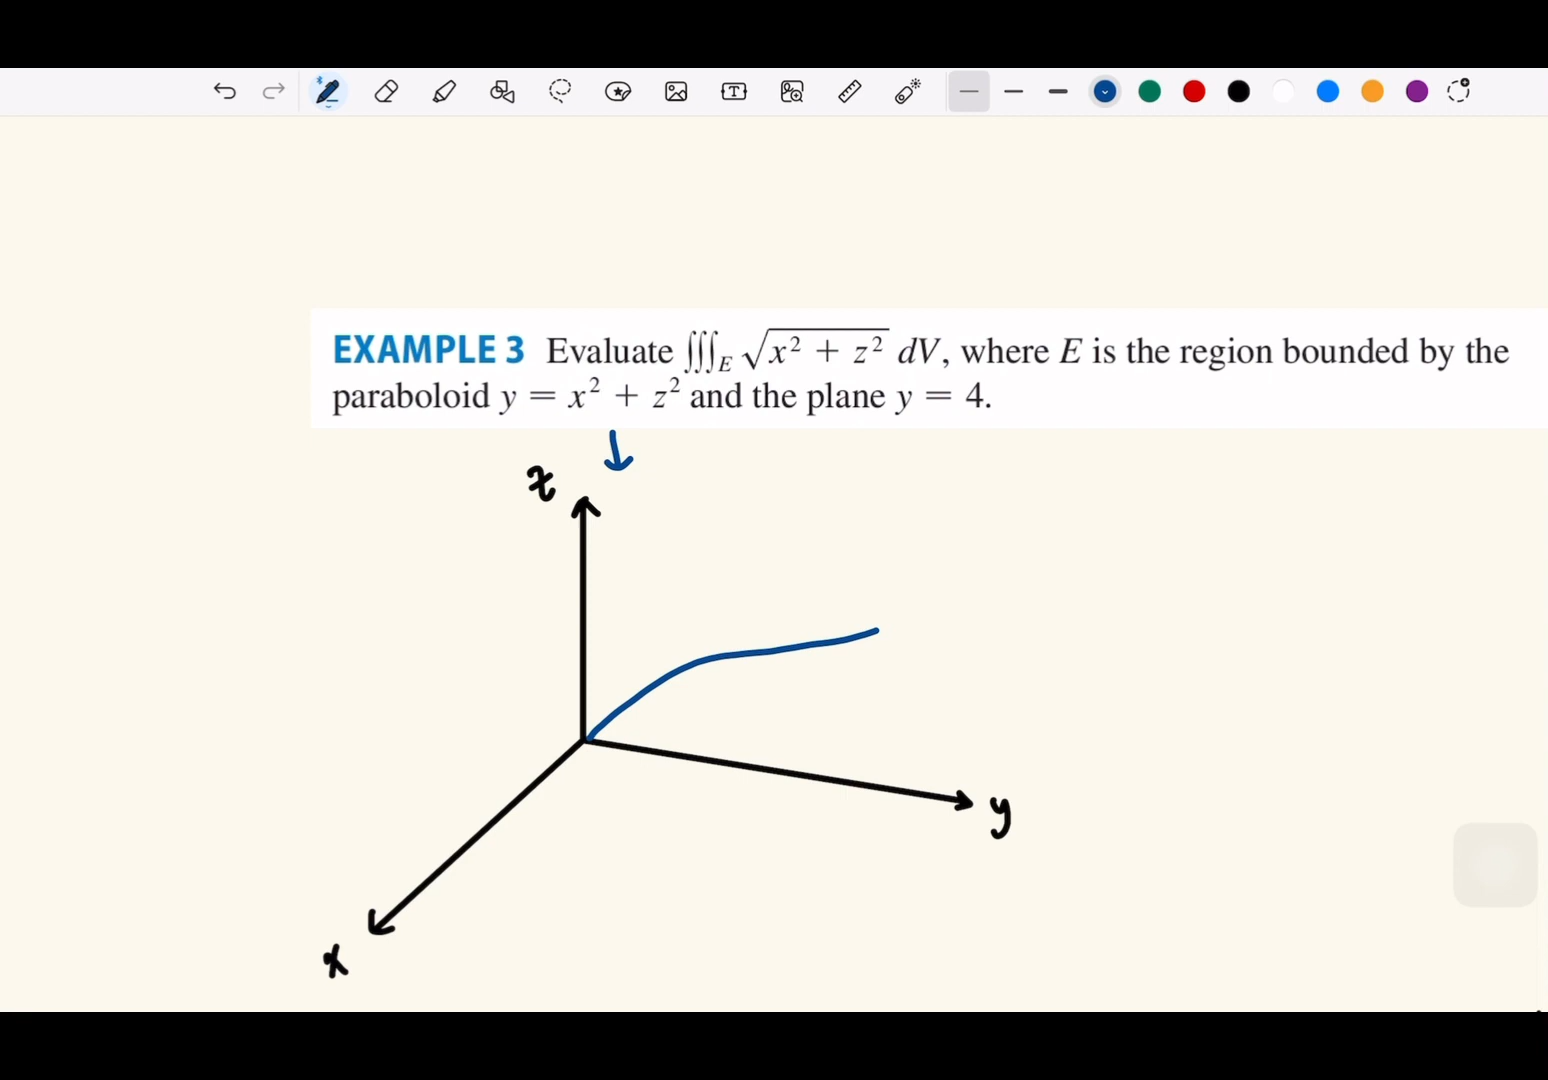 EXAMPLE 3 Evaluate ∭_E √(x² + z²) dV, where E is the region bounded by the
paraboloid y = x² + z² and the plane y = 4.
z
y
x